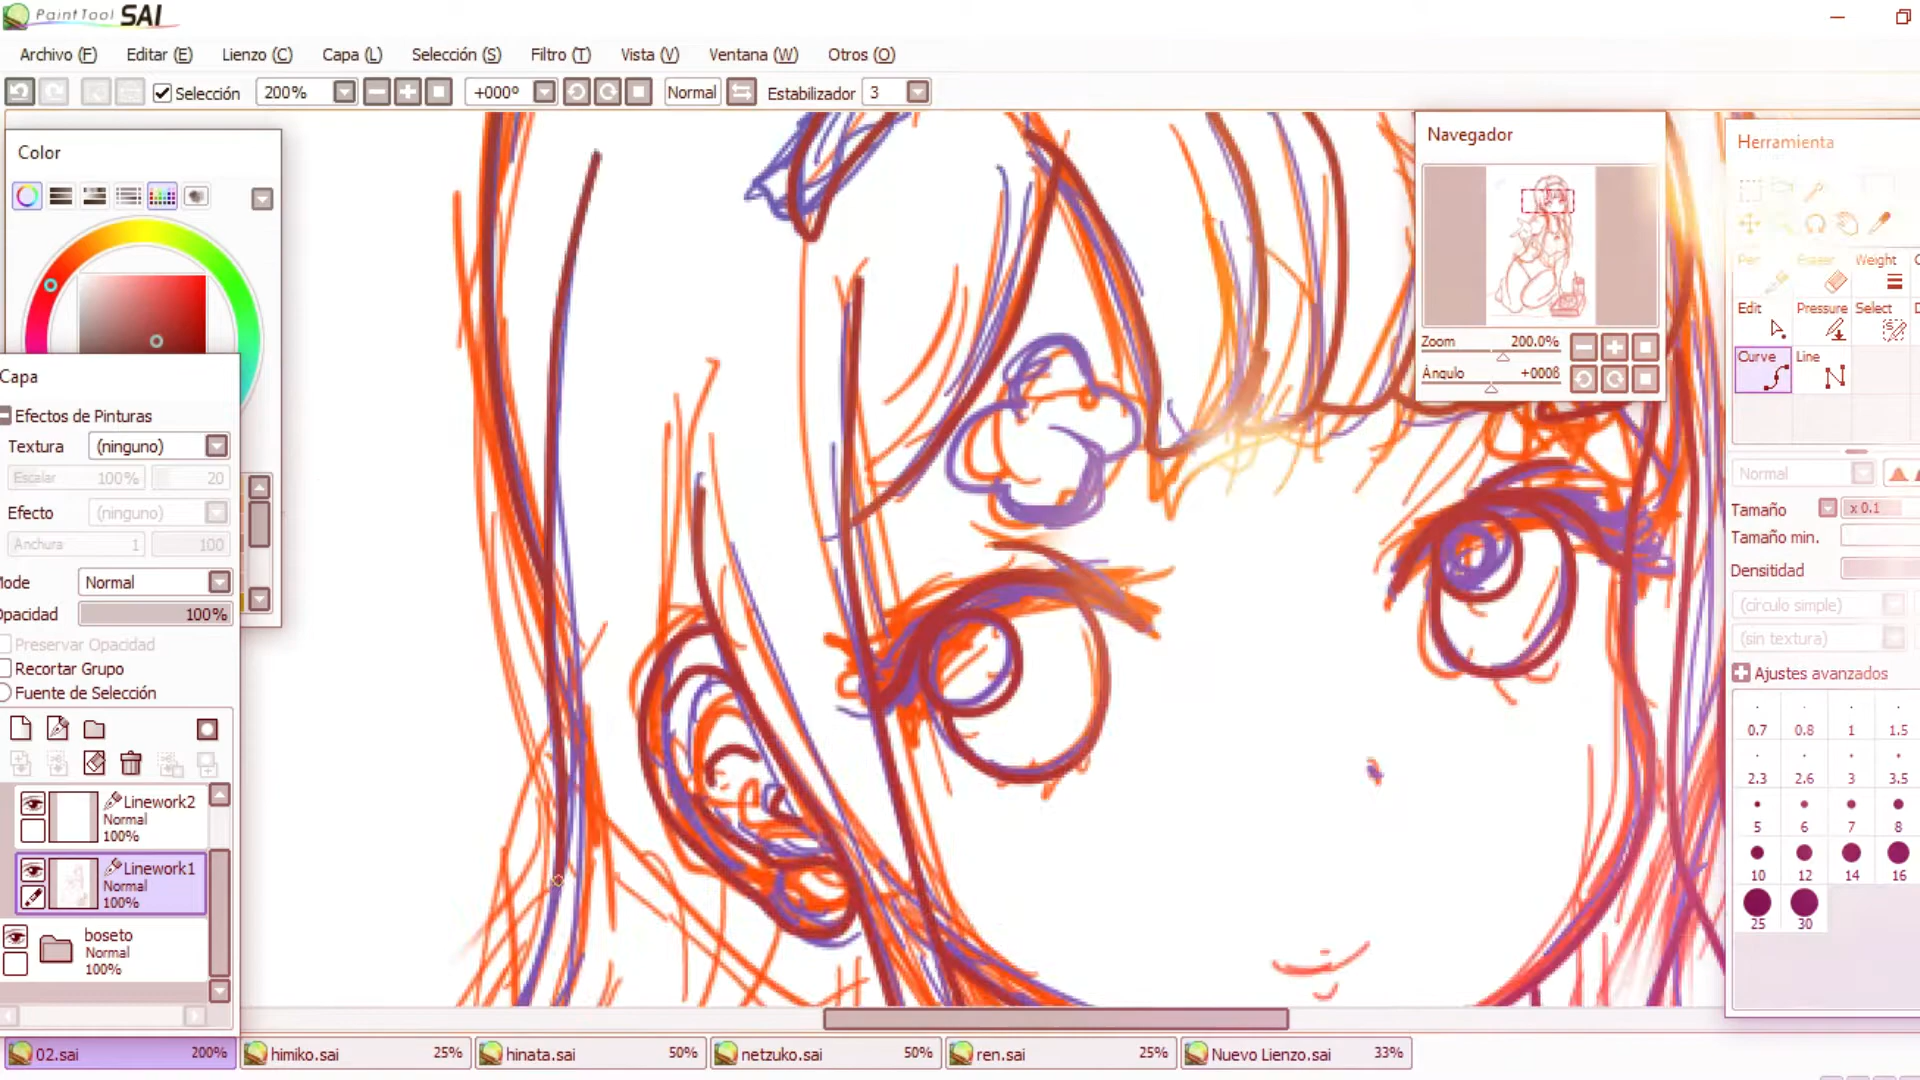 PaintTool SAI
Archivo (F) Editar (E) Lienzo (C) Capa (L) Selección (S) Filtro (T) Vista (V) Ventana (W) Otros (O)
Selección 200% +000º Normal Estabilizador 3
Color
Capa
Efectos de Pinturas
Textura (ninguno)
Escalar 100% 20
Efecto (ninguno)
Anchura 1 100
Mode Normal
Opacidad 100%
Preservar Opacidad
Recortar Grupo
Fuente de Selección
Linework2
Normal
100%
Linework1
Normal
100%
boseto
Normal
100%
Navegador
Zoom 200.0%
Ángulo +000ß
Herramienta
Weight
Edit Pressure Select
Curve Line
Normal
Tamaño x 0.1
Tamaño min.
Densitidad
(círculo simple)
(sin textura)
Ajustes avanzados
0.7 0.8 1 1.5
2.3 2.6 3 3.5
5 6 7 8
10 12 14 16
25 30
02.sai 200% himiko.sai 25% hinata.sai 50% netzuko.sai 50% ren.sai 25% Nuevo Lienzo.sai 33%